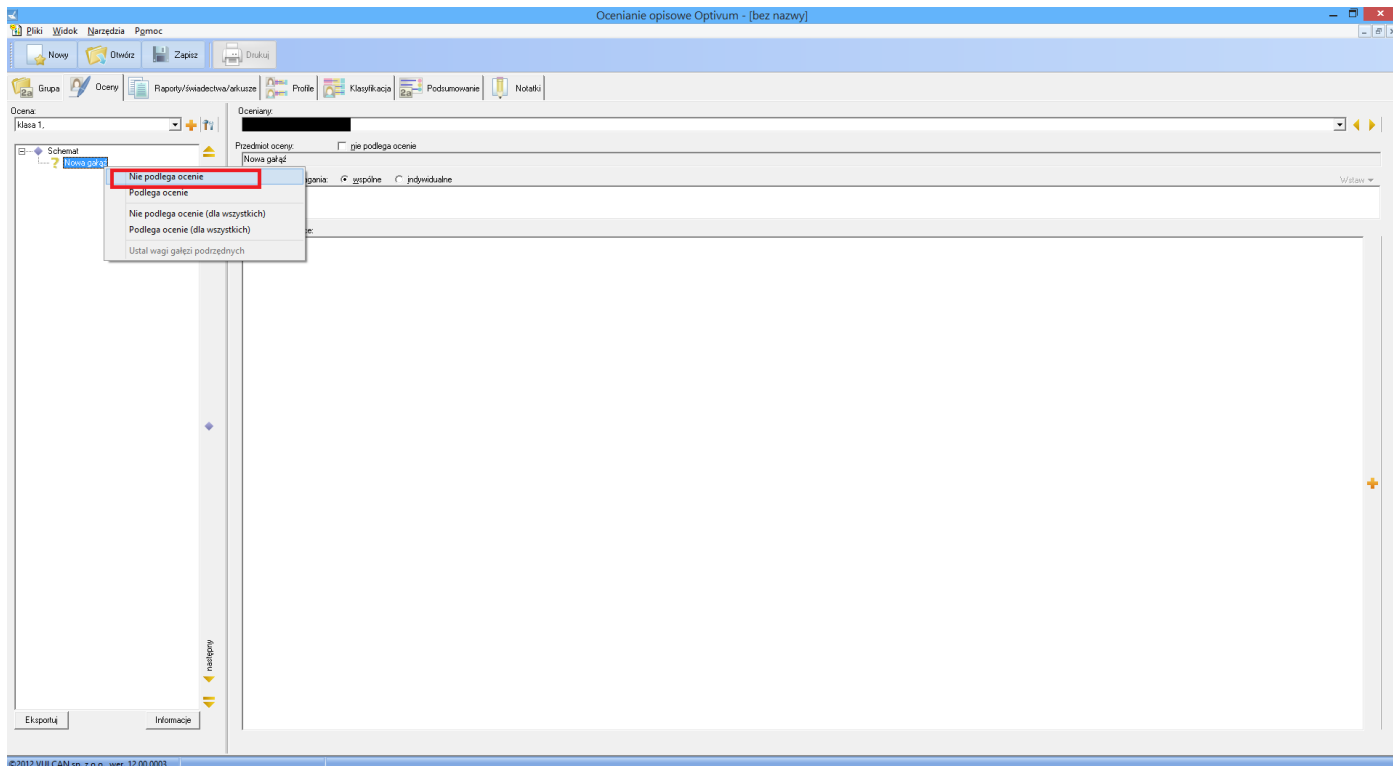 Ocenianie opisowe Optivum - [bez nazwy]
Pliki Widok Narzędzia Pomoc
Nowy Otwórz Zapisz Drukuj
Grupa Oceny Raporty/świadectwa/arkusze Profile Klasyfikacja Podsumowanie Notatki
Ocena: Oceniany:
klasa 1,
Przedmiot oceny: nie podlega ocenie
Schemat
Nowa gałąź Nowa gałąź
Nie podlega ocenie
wspólne indywidualne Wstaw
Podlega ocenie
Nie podlega ocenie (dla wszystkich)
Podlega ocenie (dla wszystkich)
Ustal wagi gałęzi podrzędnych
następny
Eksportuj Informacje
©2012 VULCAN sp. z o.o., wer. 12.00.0003